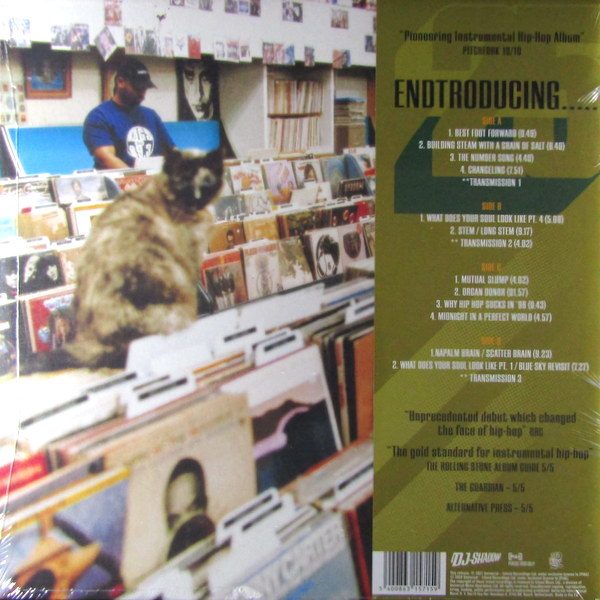 "Pioneering Instrumental Hip-Hop Album"
PITCHFORK 10/10
ENDTRODUCING.....
SIDE A
1. BEST FOOT FORWARD (0.49)
2. BUILDING STEAM WITH A GRAIN OF SALT (6.40)
3. THE NUMBER SONG (4.40)
4. CHANGELING (7.51)
**TRANSMISSION 1
SIDE B
1. WHAT DOES YOUR SOUL LOOK LIKE PT. 4 (5.08)
2. STEM / LONG STEM (9.17)
** TRANSMISSION 2 (4.02)
SIDE C
1. MUTUAL SLUMP (4.02)
2. ORGAN DONOR (01.57)
3. WHY HIP HOP SUCKS IN '96 (0.43)
4. MIDNIGHT IN A PERFECT WORLD (4.57)
SIDE D
1.NAPALM BRAIN / SCATTER BRAIN (9.23)
2. WHAT DOES YOUR SOUL LOOK LIKE PT. 1 / BLUE SKY REVISIT (7.27)
** TRANSMISSION 3
"Unprecedented debut which changed
the face of hip-hop" BBC
"The gold standard for instrumental hip-hop"
THE ROLLING STONE ALBUM GUIDE 5/5
THE GUARDIAN - 5/5
ALTERNATIVE PRESS - 5/5
DJ-SHADOW
CARTER